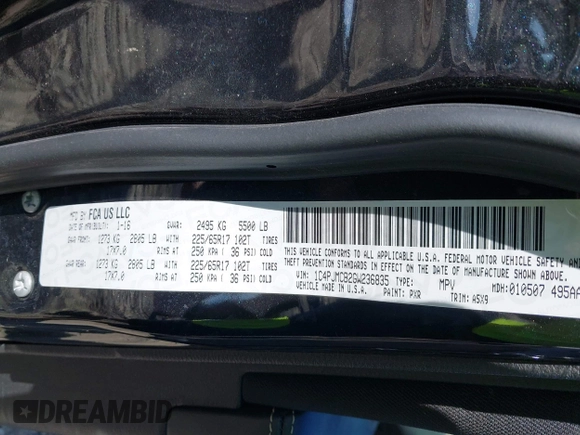 MFG BY FCA US LLC
DATE OF MFR/BUILT: 1-16 GVWR: 2495 KG 5500 LB
GAWR FRONT: 1273 KG 2805 LB WITH 225/65R17 102T TIRES
17X7.0 RIMS AT 250 KPA ( 36 PSI COLD)
GAWR REAR: 1273 KG 2805 LB WITH 225/65R17 102T TIRES
17X7.0 RIMS AT 250 KPA ( 36 PSI COLD)
THIS VEHICLE CONFORMS TO ALL APPLICABLE U.S.A. FEDERAL MOTOR VEHICLE SAFETY
THEFT PREVENTION STANDARDS IN EFFECT ON THE DATE OF MANUFACTURE SHOWN ABOVE.
VIN: 1C4PJMCB2GW236835 TYPE: MPV MDH: 010507 495AA
VEHICLE MADE IN U.S.A. PAINT: PXR TRIM: A5X9
DREAMBID